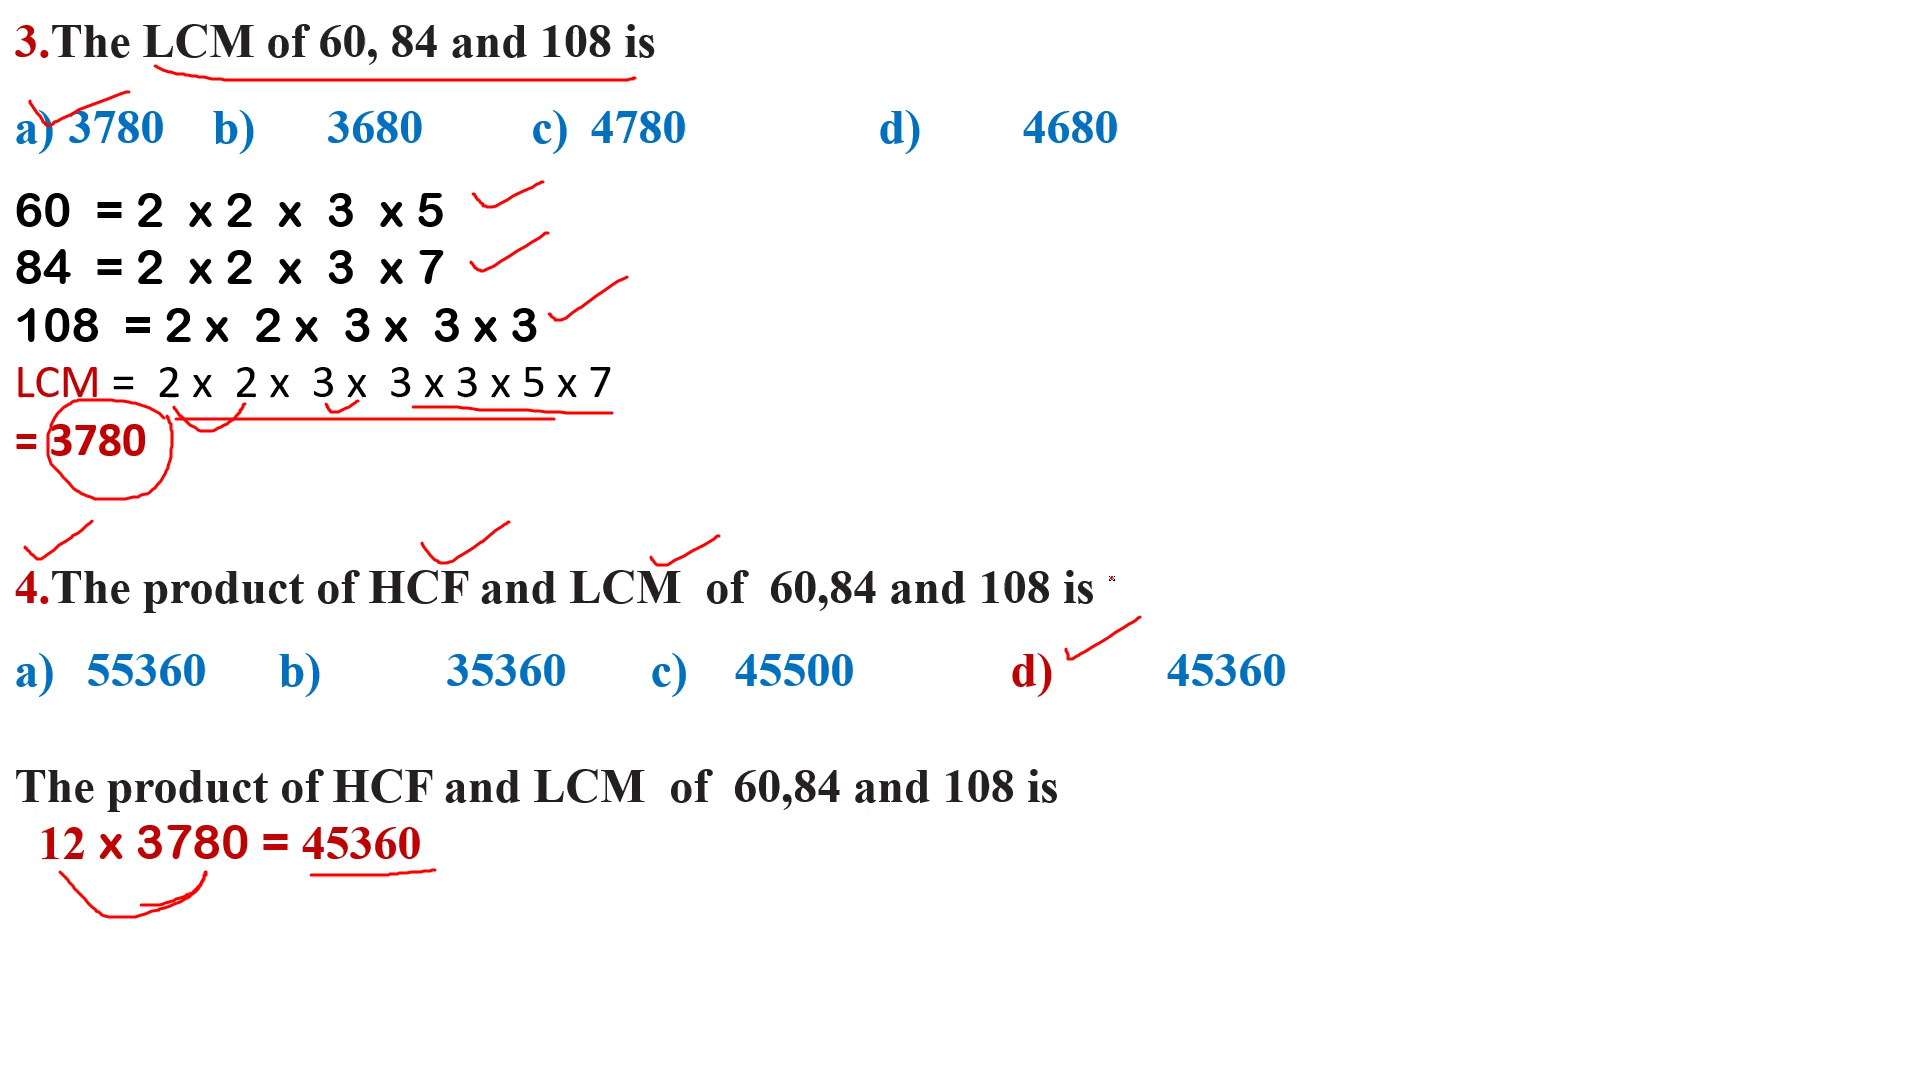 3.The LCM of 60, 84 and 108 is
a) 3780 b) 3680 c) 4780 d) 4680
60 = 2 x 2 x 3 x 5
84 = 2 x 2 x 3 x 7
108 = 2 x 2 x 3 x 3 x 3
LCM = 2 x 2 x 3 x 3 x 3 x 5 x 7
= 3780
4.The product of HCF and LCM of 60,84 and 108 is
a) 55360 b) 35360 c) 45500 d) 45360
The product of HCF and LCM of 60,84 and 108 is
12 x 3780 = 45360